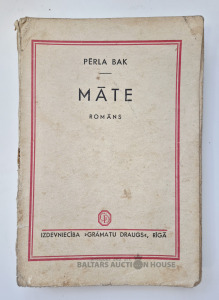 PĒRLA BAK
MĀTE
ROMĀNS
IZDEVNIECĪBA »GRĀMATU DRAUGS«, RĪGĀ
BALTARS AUCTION HOUSE